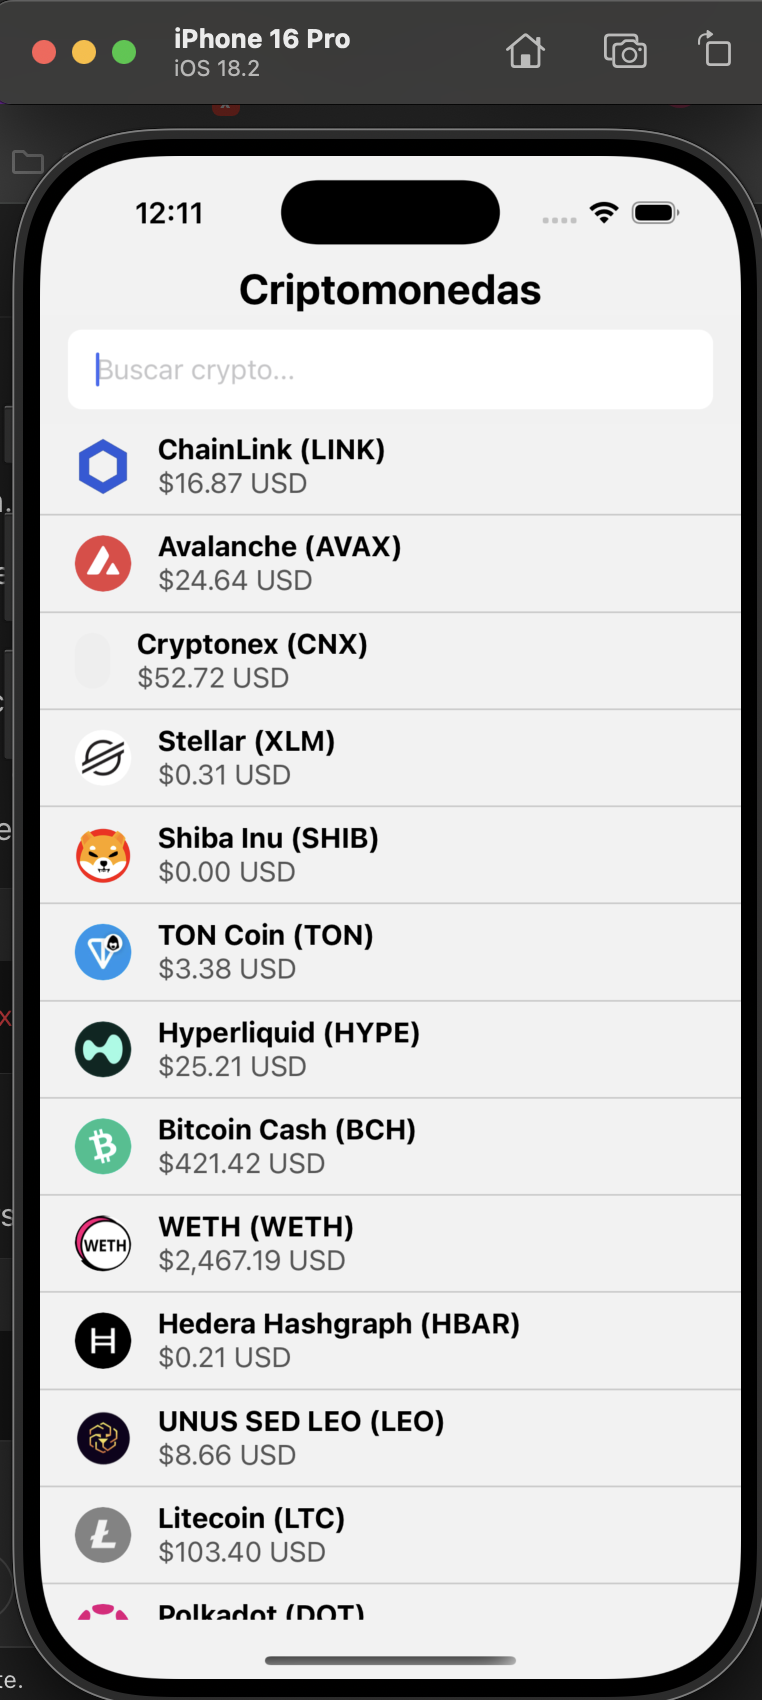 iPhone 16 Pro
iOS 18.2
12:11
Criptomonedas
Buscar crypto...
ChainLink (LINK)
$16.87 USD
Avalanche (AVAX)
$24.64 USD
Cryptonex (CNX)
$52.72 USD
Stellar (XLM)
$0.31 USD
Shiba Inu (SHIB)
$0.00 USD
TON Coin (TON)
$3.38 USD
Hyperliquid (HYPE)
$25.21 USD
Bitcoin Cash (BCH)
$421.42 USD
WETH
WETH (WETH)
$2,467.19 USD
Hedera Hashgraph (HBAR)
$0.21 USD
UNUS SED LEO (LEO)
$8.66 USD
Litecoin (LTC)
$103.40 USD
Polkadot (DOT)
te.